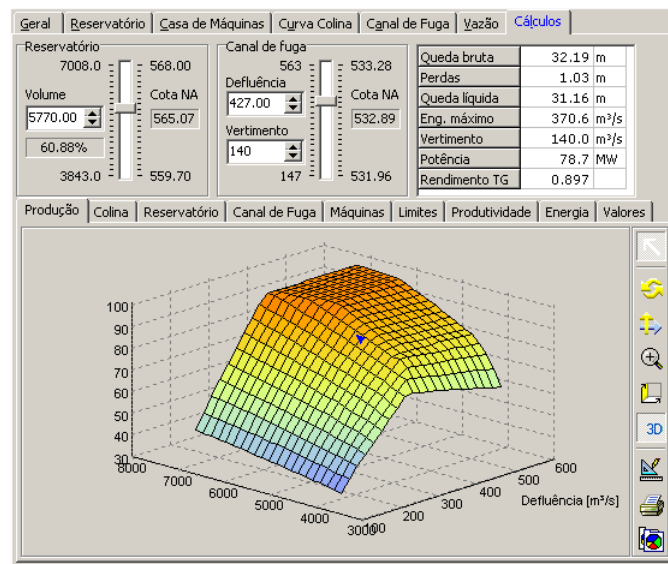 Geral Reservatório Casa de Máquinas Curva Colina Canal de Fuga Vazão Cálculos
Reservatório
7008.0 568.00
Volume Cota NA
5770.00 565.07
60.88%
3843.0 559.70
Canal de fuga
563 533.28
Defluência Cota NA
427.00 532.89
Vertimento
140
147 531.96
Queda bruta 32.19 m
Perdas 1.03 m
Queda líquida 31.16 m
Eng. máximo 370.6 m³/s
Vertimento 140.0 m³/s
Potência 78.7 MW
Rendimento TG 0.897
Produção Colina Reservatório Canal de Fuga Máquinas Limites Produtividade Energia Valores
100
90
80
70
60
50
40
30
8000
7000
6000
5000
4000
3000
100
200
300
400
500
600
Defluência [m³/s]
3D